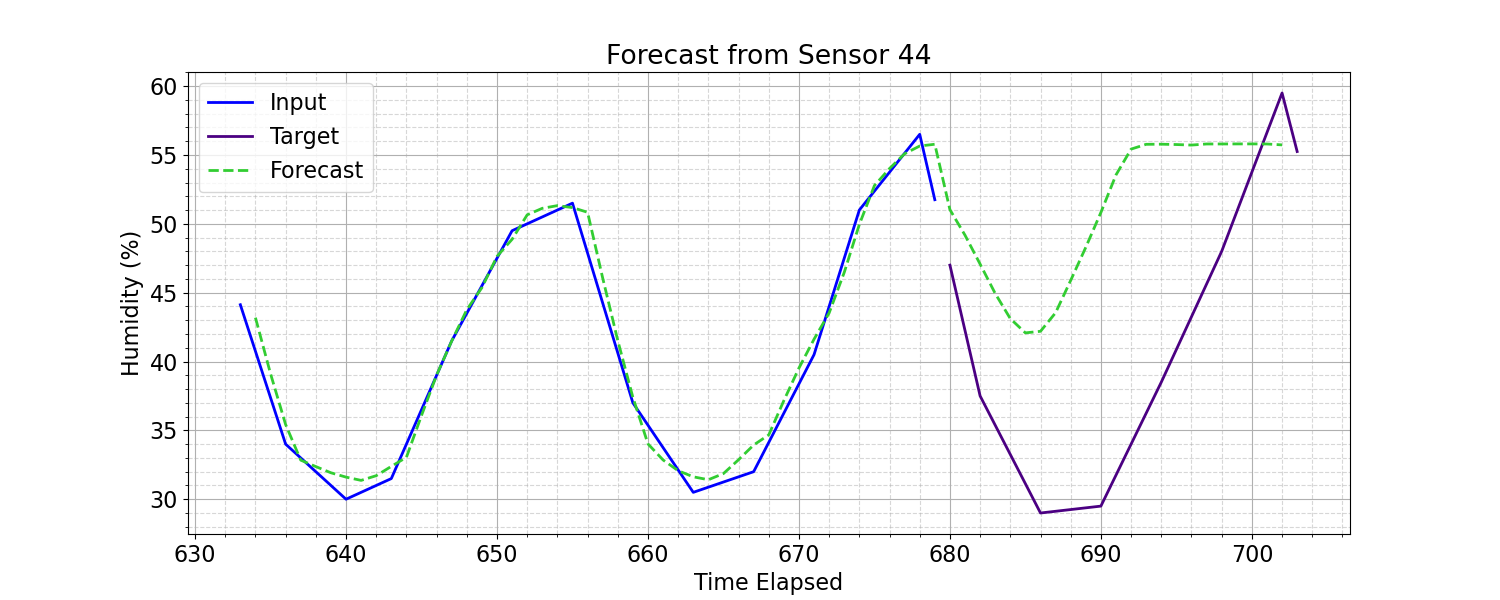 Forecast from Sensor 44
60
55
50
45
40
35
30
Humidity (%)
Input
Target
Forecast
630 640 650 660 670 680 690 700
Time Elapsed